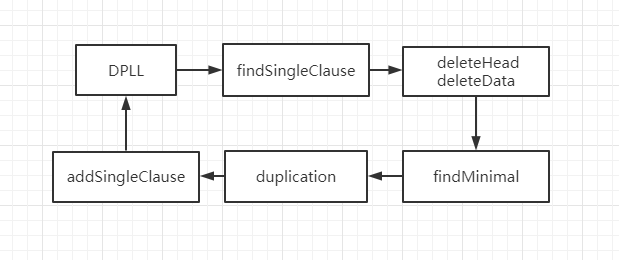 DPLL
findSingleClause
deleteHead
deleteData
addSingleClause
duplication
findMinimal